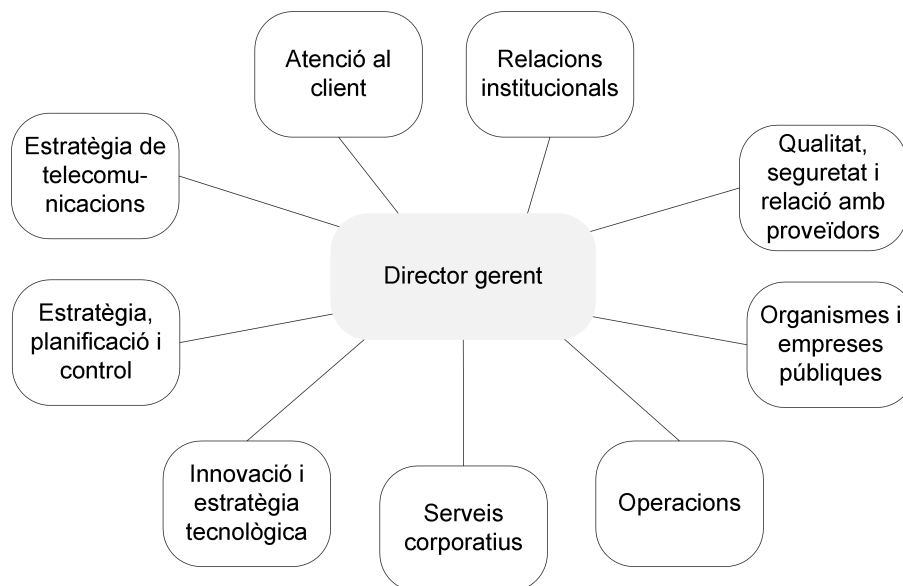 Atenció al
client
Relacions
institucionals
Estratègia de
telecomu-
nicacions
Qualitat,
seguretat i
relació amb
proveïdors
Director gerent
Estratègia,
planificació i
control
Organismes i
empreses
públiques
Innovació i
estratègia
tecnològica
Serveis
corporatius
Operacions